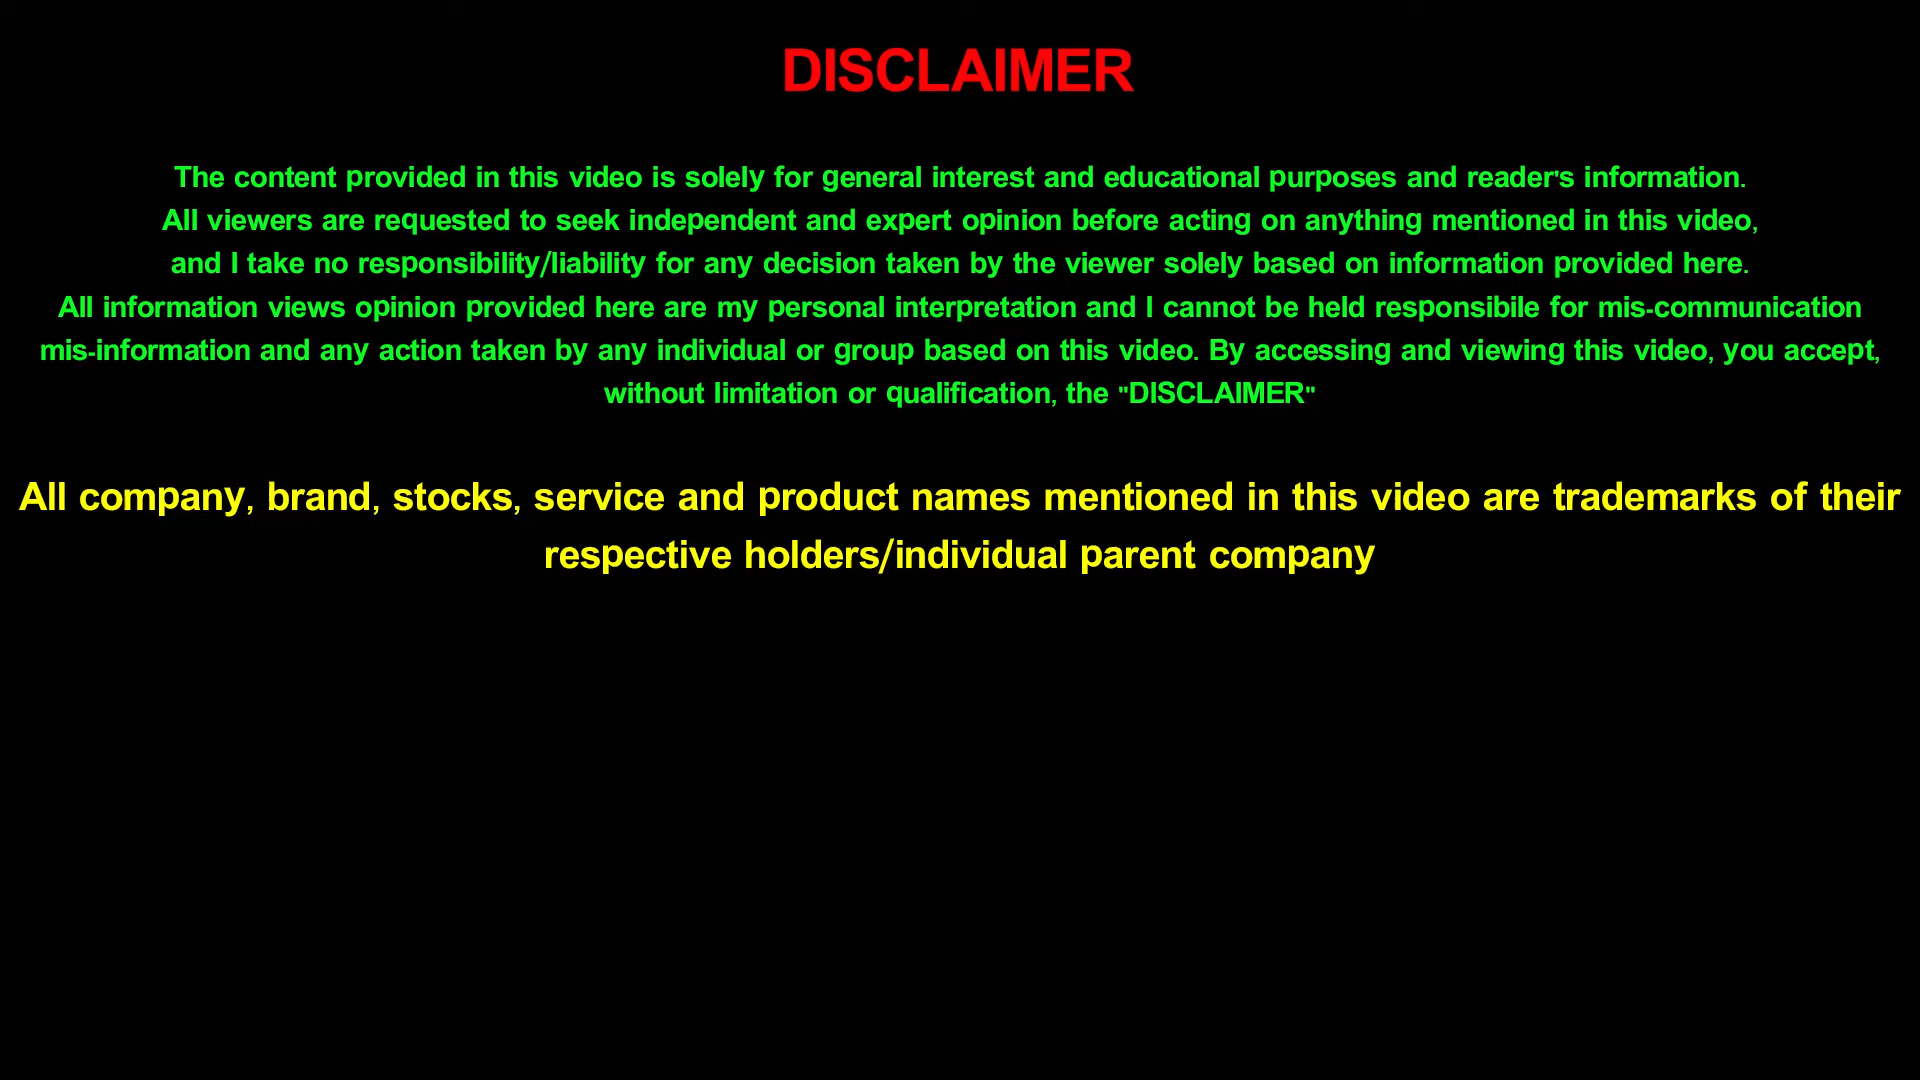 DISCLAIMER
The content provided in this video is solely for general interest and educational purposes and reader's information.
All viewers are requested to seek independent and expert opinion before acting on anything mentioned in this video,
and I take no responsibility/liability for any decision taken by the viewer solely based on information provided here.
All information views opinion provided here are my personal interpretation and I cannot be held responsibile for mis-communication
mis-information and any action taken by any individual or group based on this video. By accessing and viewing this video, you accept,
without limitation or qualification, the "DISCLAIMER"
All company, brand, stocks, service and product names mentioned in this video are trademarks of their
respective holders/individual parent company